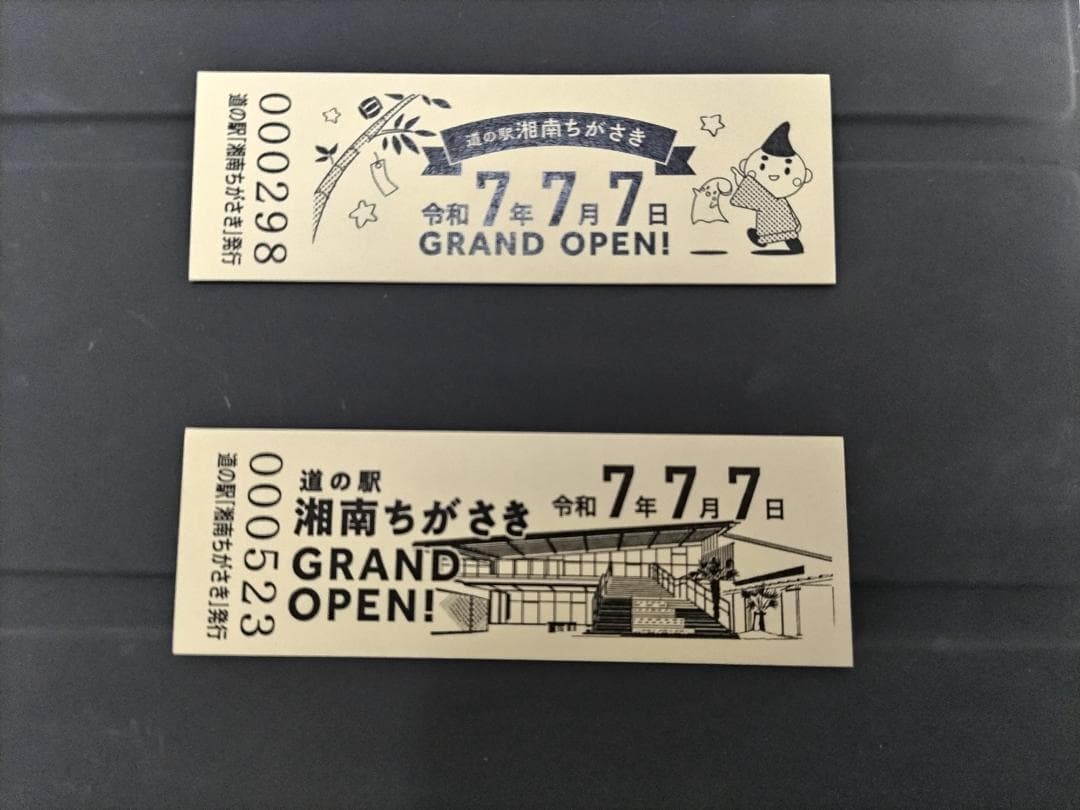 道の駅「湘南ちがさき」発行
000298
道の駅湘南ちがさき
令和7年7月7日
GRAND OPEN!
道の駅「湘南ちがさき」発行
000523
道の駅
湘南ちがさき
GRAND
OPEN!
令和7年7月7日